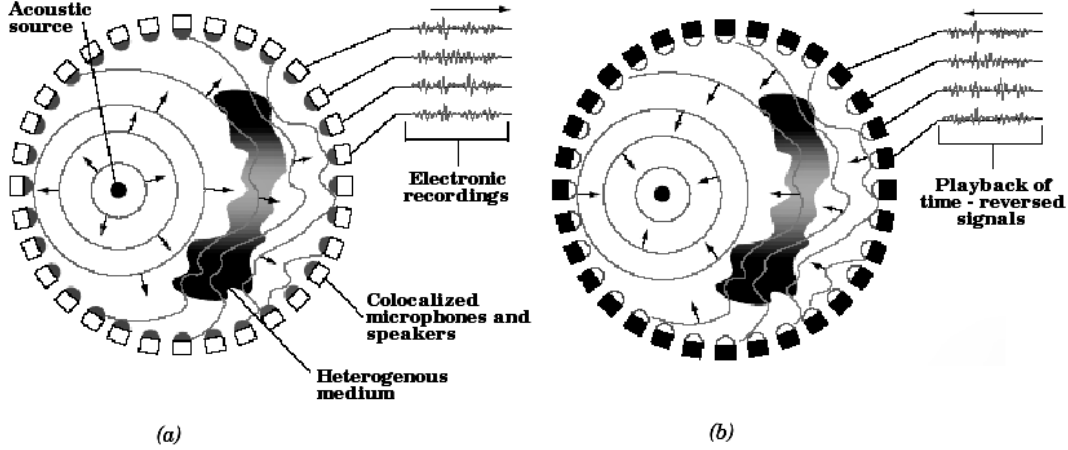 Acoustic
source
Electronic
recordings
Colocalized
microphones and
speakers
Heterogenous
medium
(a)
Playback of
time - reversed
signals
(b)